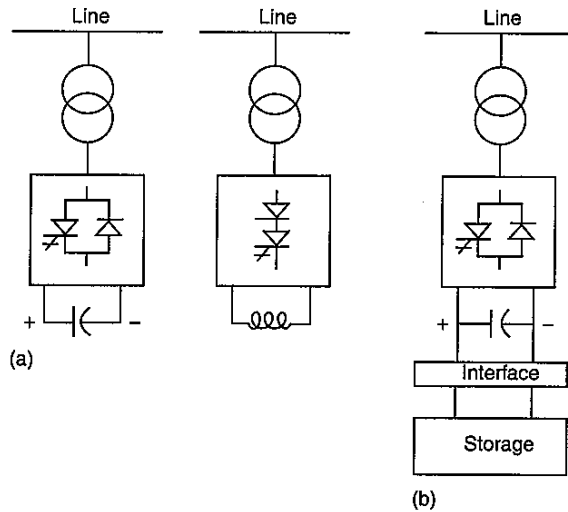 Line
Line
Line
+ −
(a)
+ −
Interface
Storage
(b)